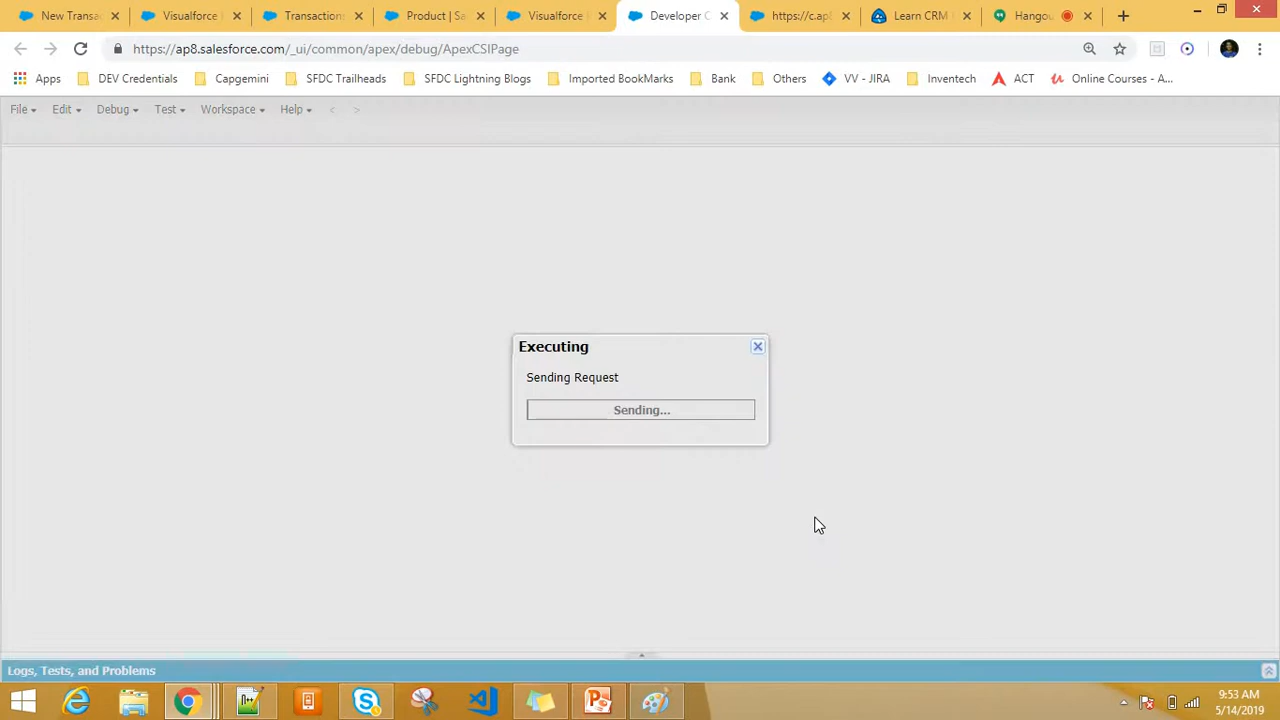 New Transac
Visualforce
Transactions
Product | Sa
Visualforce
Developer C
https://c.ap8
Learn CRM
Hangou
https://ap8.salesforce.com/_ui/common/apex/debug/ApexCSIPage
Apps
DEV Credentials
Capgemini
SFDC Trailheads
SFDC Lightning Blogs
Imported BookMarks
Bank
Others
VV - JIRA
Inventech
ACT
Online Courses - A...
File
Edit
Debug
Test
Workspace
Help
<
>
Executing
Sending Request
Sending...
Logs, Tests, and Problems
9:53 AM
5/14/2019